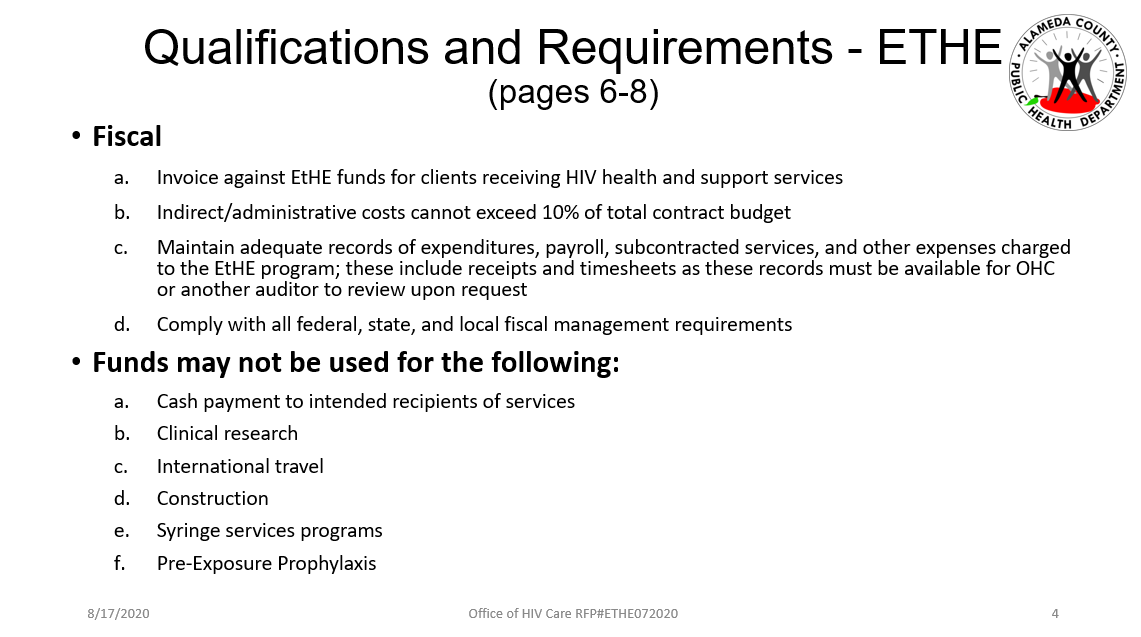 Qualifications and Requirements - ETHE
(pages 6-8)
· ALAMEDA COUNTY ·
PUBLIC HEALTH DEPARTMENT
• Fiscal
a. Invoice against EtHE funds for clients receiving HIV health and support services
b. Indirect/administrative costs cannot exceed 10% of total contract budget
c. Maintain adequate records of expenditures, payroll, subcontracted services, and other expenses charged
to the EtHE program; these include receipts and timesheets as these records must be available for OHC
or another auditor to review upon request
d. Comply with all federal, state, and local fiscal management requirements
• Funds may not be used for the following:
a. Cash payment to intended recipients of services
b. Clinical research
c. International travel
d. Construction
e. Syringe services programs
f. Pre-Exposure Prophylaxis
8/17/2020 Office of HIV Care RFP#ETHE072020 4